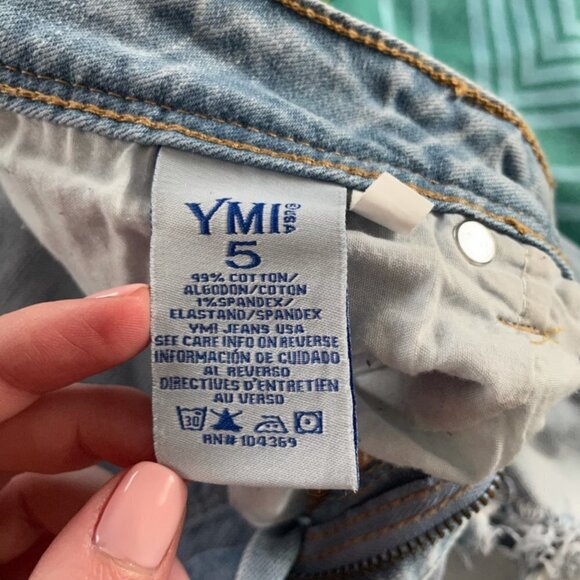 YMI USA
5
99% COTTON/
ALGODON/COTON
1% SPANDEX/
ELASTAND/SPANDEX
YMI JEANS USA
SEE CARE INFO ON REVERSE
INFORMACIÓN DE CUIDADO
AL REVERSO
DIRECTIVES D'ENTRETIEN
AU VERSO
30
RN# 104369